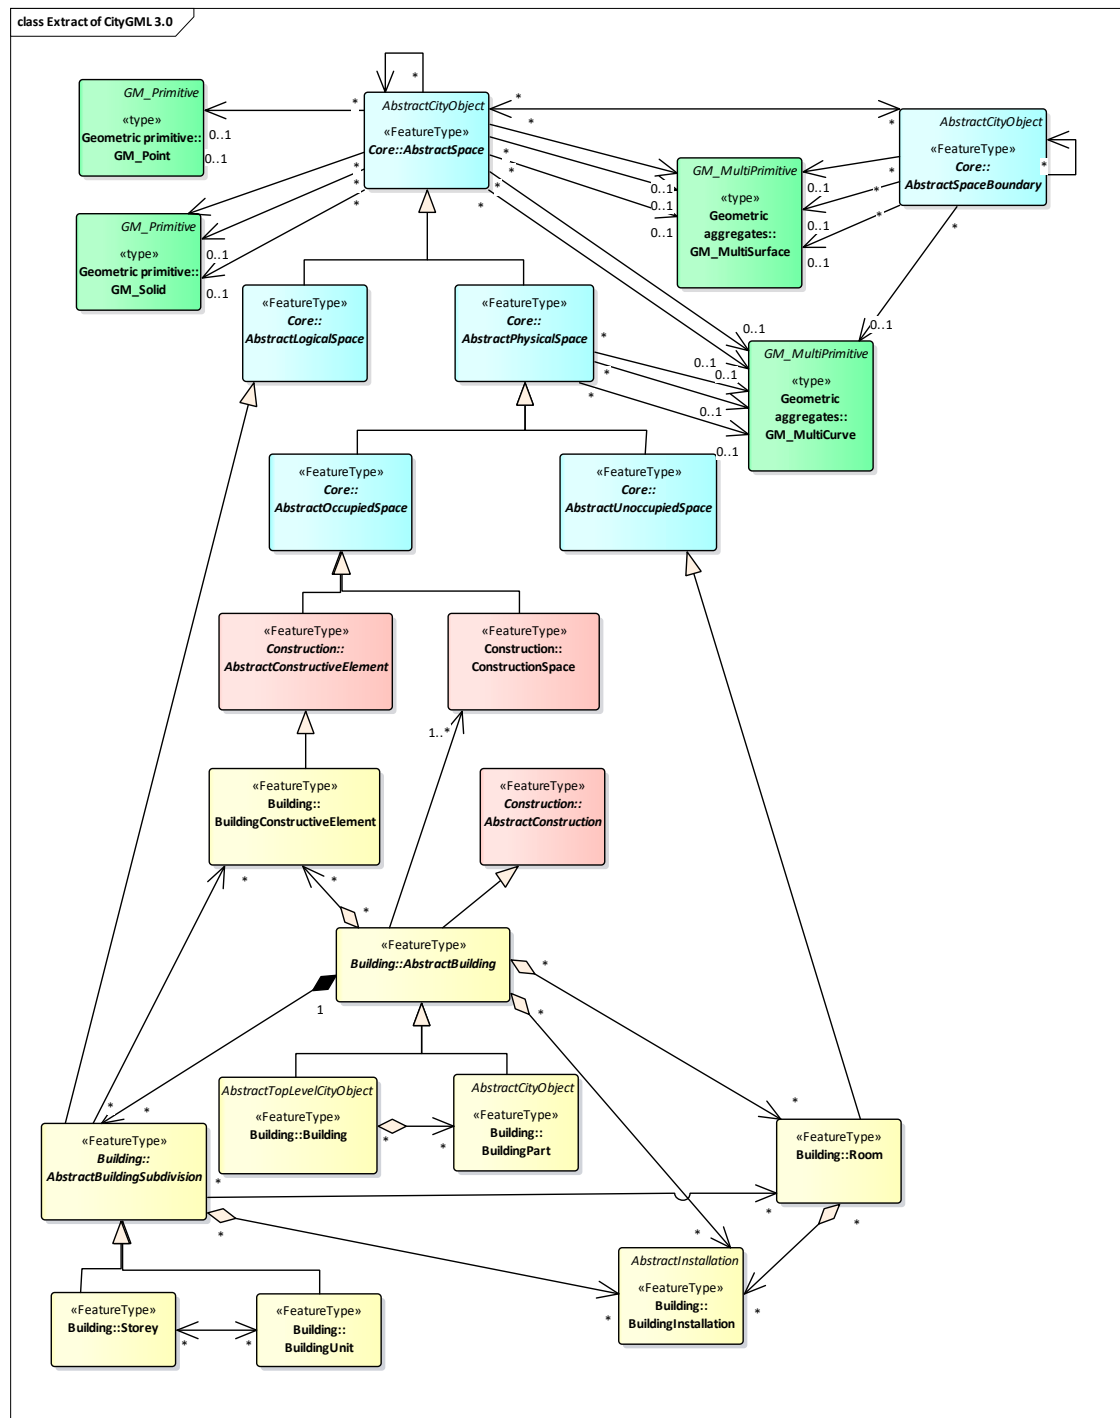 class Extract of CityGML 3.0
GM_Primitive
«type»
Geometric primitive::
GM_Point
AbstractCityObject
«FeatureType»
Core::AbstractSpace
AbstractCityObject
«FeatureType»
Core::
AbstractSpaceBoundary
*
*
*
*
*
*
0..1
0..1
GM_MultiPrimitive
«type»
Geometric
aggregates::
GM_MultiSurface
*
*
*
*
*
*
*
*
*
*
*
0..1
0..1
0..1
0..1
0..1
0..1
GM_Primitive
«type»
Geometric primitive::
GM_Solid
0..1
0..1
*
«FeatureType»
Core::
AbstractLogicalSpace
«FeatureType»
Core::
AbstractPhysicalSpace
*
*
*
0..1
0..1
0..1
0..1
0..1
0..1
GM_MultiPrimitive
«type»
Geometric
aggregates::
GM_MultiCurve
«FeatureType»
Core::
AbstractOccupiedSpace
«FeatureType»
Core::
AbstractUnoccupiedSpace
«FeatureType»
Construction::
AbstractConstructiveElement
«FeatureType»
Construction::
ConstructionSpace
1..*
«FeatureType»
Building::
BuildingConstructiveElement
«FeatureType»
Construction::
AbstractConstruction
*
*
*
«FeatureType»
Building::AbstractBuilding
1
*
*
AbstractTopLevelCityObject
«FeatureType»
Building::Building
AbstractCityObject
«FeatureType»
Building::
BuildingPart
*
*
*
*
*
«FeatureType»
Building::
AbstractBuildingSubdivision
«FeatureType»
Building::Room
*
*
*
*
*
*
*
*
AbstractInstallation
«FeatureType»
Building::
BuildingInstallation
«FeatureType»
Building::Storey
«FeatureType»
Building::
BuildingUnit
*
*